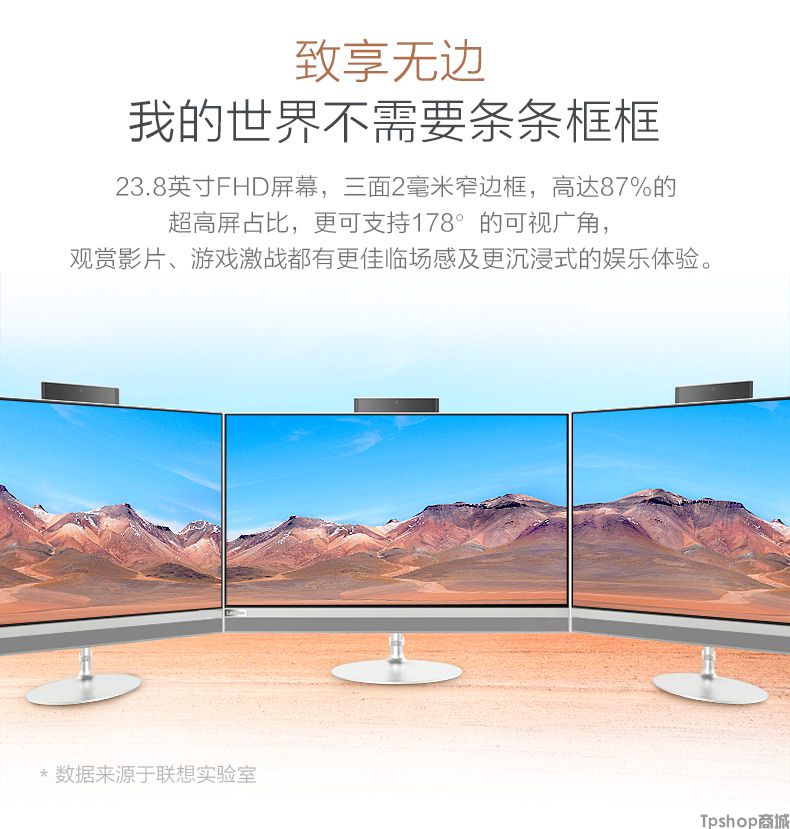 致享无边
我的世界不需要条条框框
23.8英寸FHD屏幕，三面2毫米窄边框，高达87%的
超高屏占比，更可支持178°的可视广角，
观赏影片、游戏激战都有更佳临场感及更沉浸式的娱乐体验。
Lenovo
* 数据来源于联想实验室
Tpshop商城